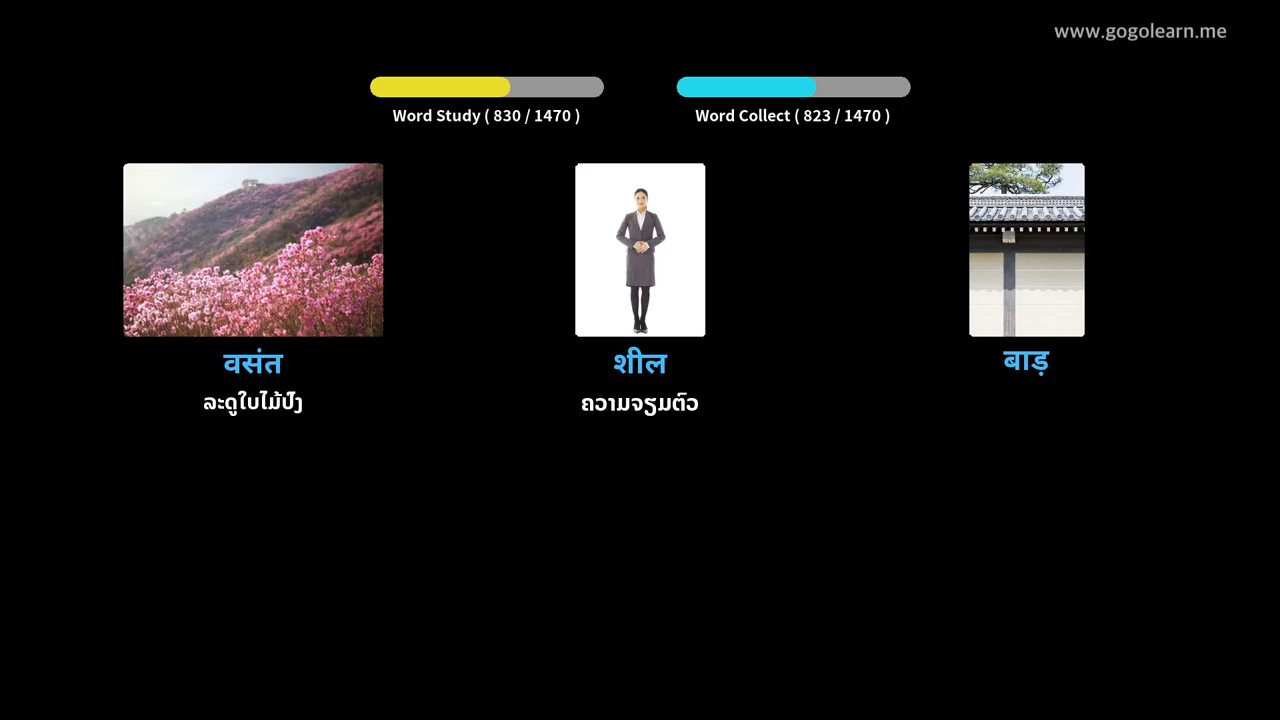 www.gogolearn.me
Word Study ( 830 / 1470 )
Word Collect ( 823 / 1470 )
वसंत
शील
बाड़
ລະດູໃບໄມ້ປົ່ງ
ຄວາມຈຽມຕົວ